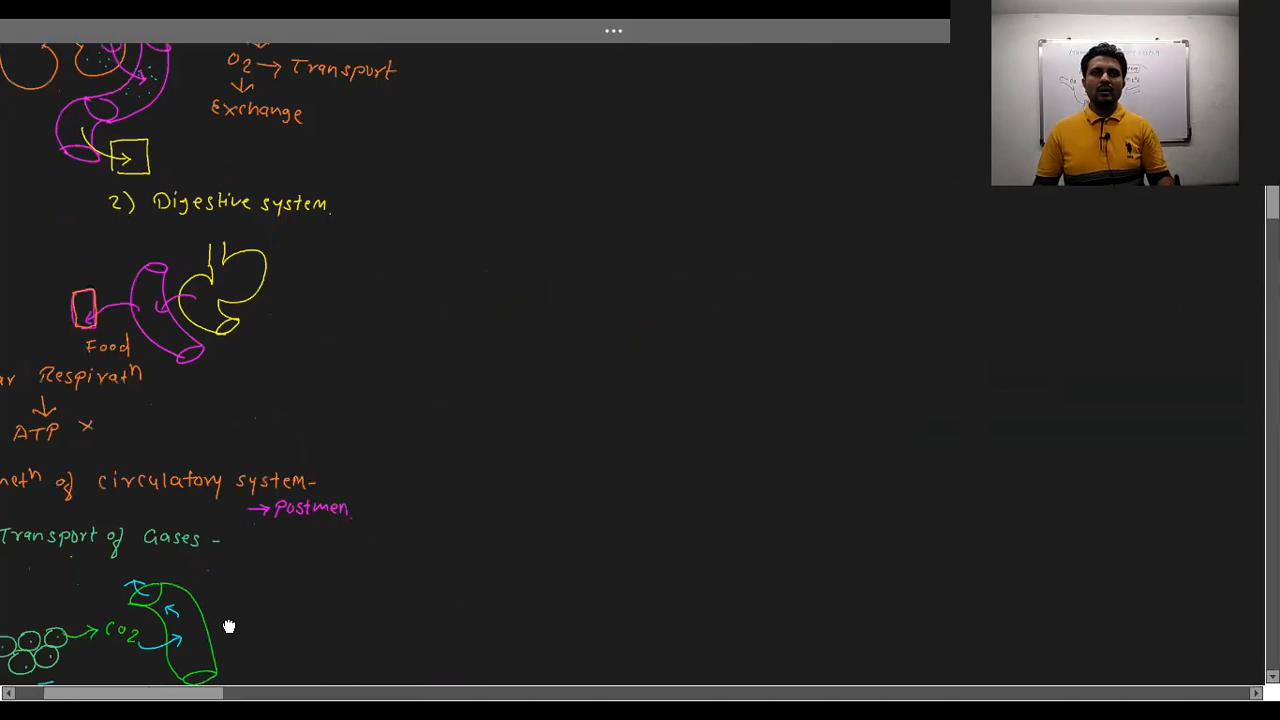 O2 → Transport
↓
Exchange
2) Digestive system.
Food
Respiratⁿ
↓
ATP ×
of circulatory system-
→ Postmen.
Transport of Gases -
→ CO2